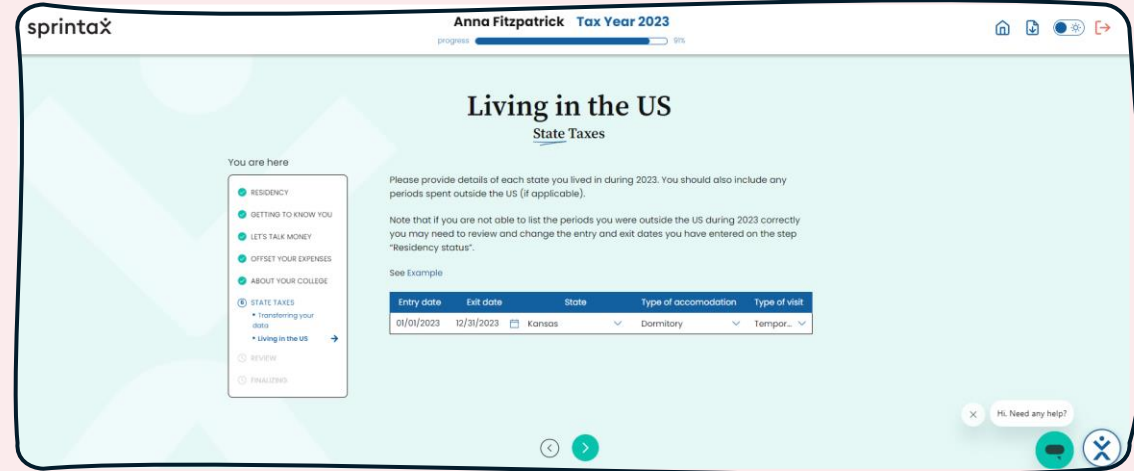 sprintax
Anna Fitzpatrick Tax Year 2023
progress 91%
Living in the US
State Taxes
You are here
RESIDENCY
GETTING TO KNOW YOU
LET'S TALK MONEY
OFFSET YOUR EXPENSES
ABOUT YOUR COLLEGE
6 STATE TAXES
• Transferring your
data
• Living in the US
REVIEW
FINALIZING
Please provide details of each state you lived in during 2023. You should also include any
periods spent outside the US (if applicable).
Note that if you are not able to list the periods you were outside the US during 2023 correctly
you may need to review and change the entry and exit dates you have entered on the step
"Residency status".
See Example
Entry date Exit date State Type of accomodation Type of visit
01/01/2023 12/31/2023 Kansas Dormitory Tempor...
Hi. Need any help?